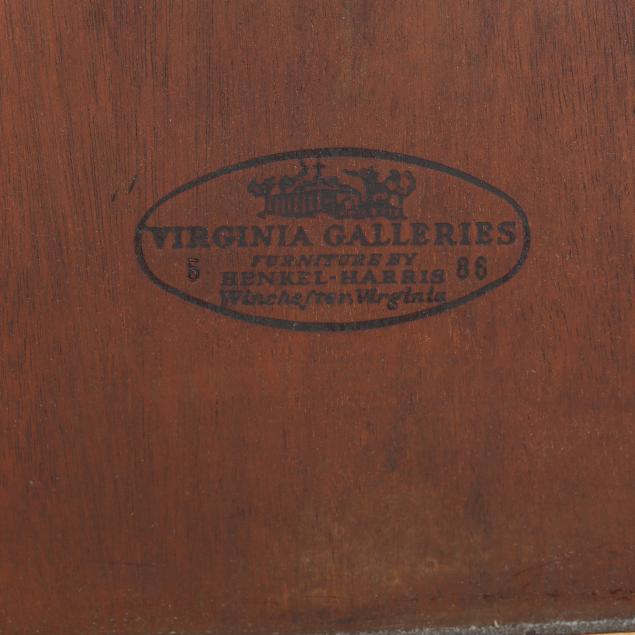 VIRGINIA GALLERIES
FURNITURE BY
5 HENKEL-HARRIS 86
Winchester, Virginia